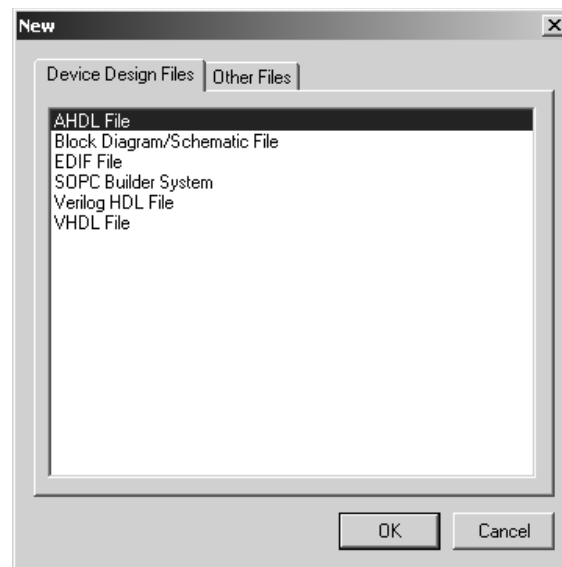 New
Device Design Files Other Files
AHDL File
Block Diagram/Schematic File
EDIF File
SOPC Builder System
Verilog HDL File
VHDL File
OK Cancel